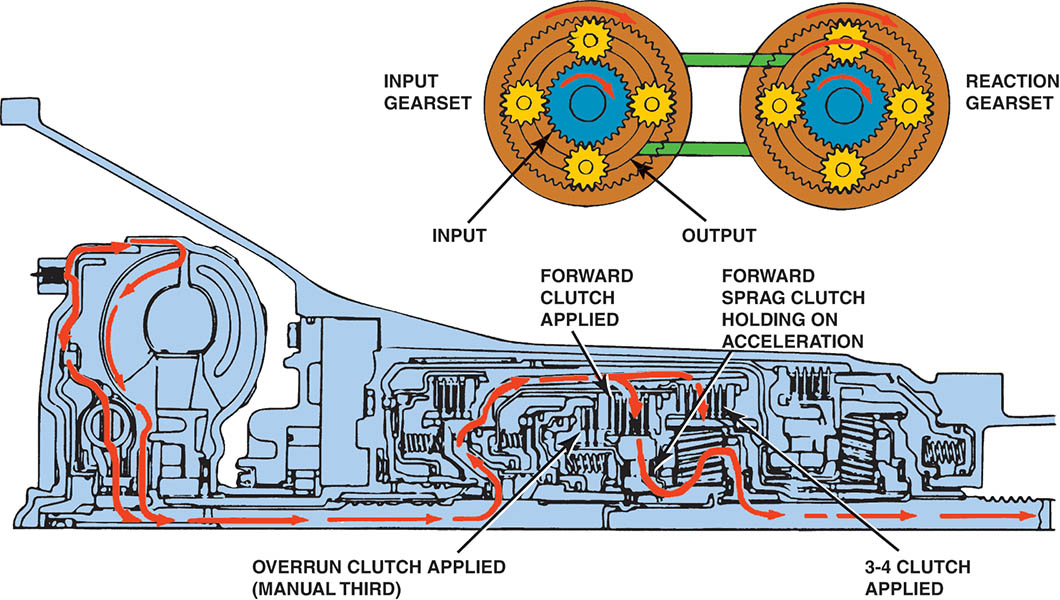 INPUT
GEARSET
REACTION
GEARSET
INPUT
OUTPUT
FORWARD
CLUTCH
APPLIED
FORWARD
SPRAG CLUTCH
HOLDING ON
ACCELERATION
OVERRUN CLUTCH APPLIED
(MANUAL THIRD)
3-4 CLUTCH
APPLIED